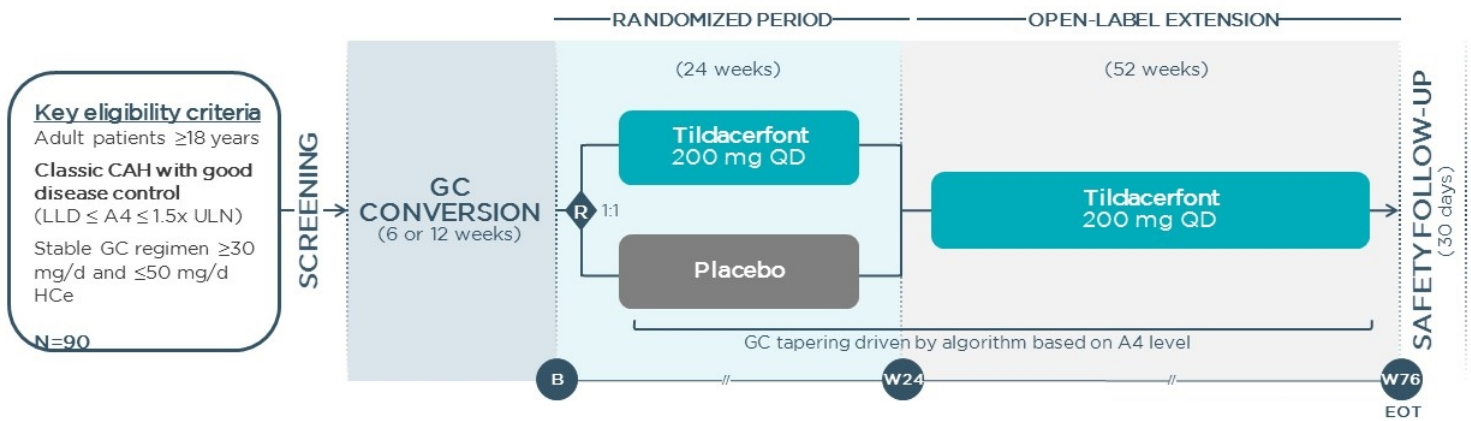 RANDOMIZED PERIOD
OPEN-LABEL EXTENSION
(24 weeks)
(52 weeks)
Key eligibility criteria
Adult patients ≥18 years
Classic CAH with good
disease control
(LLD ≤ A4 ≤ 1.5x ULN)
Stable GC regimen ≥30
mg/d and ≤50 mg/d
HCe
N=90
SCREENING
GC
CONVERSION
(6 or 12 weeks)
R
1:1
Tildacerfont
200 mg QD
Placebo
Tildacerfont
200 mg QD
GC tapering driven by algorithm based on A4 level
SAFETY FOLLOW-UP
(30 days)
B
//
W24
//
W76
EOT